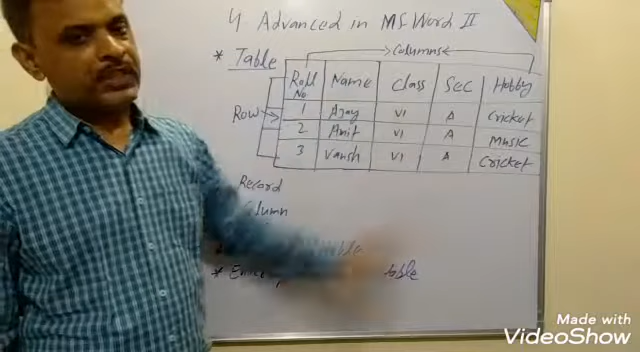 4 Advanced in MS Word II
* Table
Columns
Roll No. Name Class Sec Hobby
Row
1 Ajay VI A Cricket
2 Amit VI A Music
3 Vansh VI A Cricket
Record
* table
Made with
VideoShow